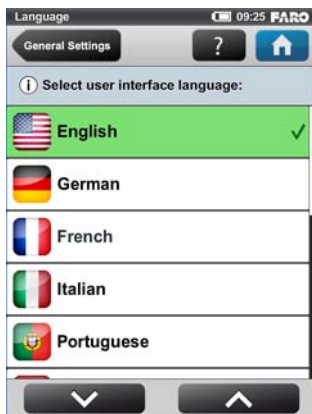 Language 09:25 FARO
General Settings ?
i Select user interface language:
English
German
French
Italian
Portuguese